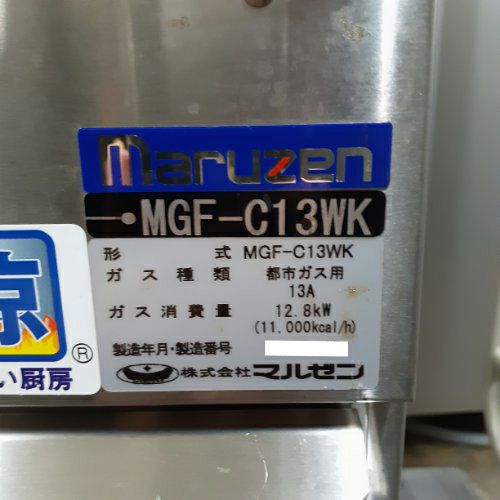 maruzen
MGF-C13WK
形 式 MGF-C13WK
ガス種類 都市ガス用
13A
ガス消費量 12.8kW
(11,000kcal/h)
製造年月・製造番号
株式会社マルゼン
涼
®
い厨房